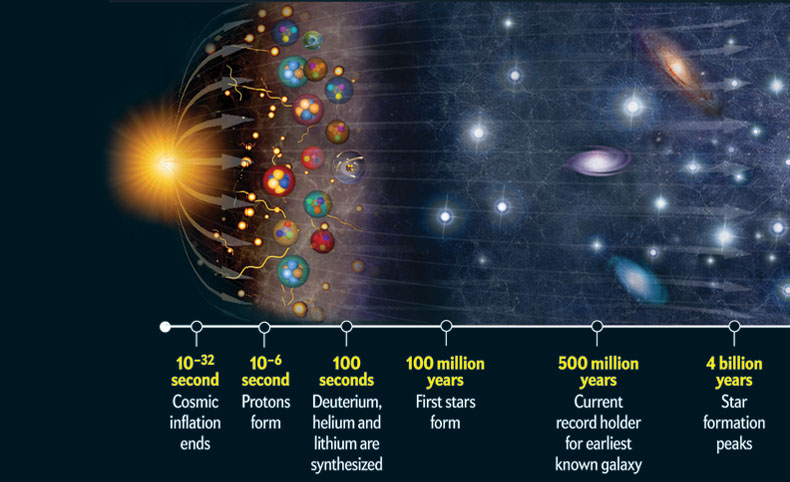 10⁻³²
second
Cosmic
inflation
ends
10⁻⁶
second
Protons
form
100
seconds
Deuterium,
helium and
lithium are
synthesized
100 million
years
First stars
form
500 million
years
Current
record holder
for earliest
known galaxy
4 billion
years
Star
formation
peaks